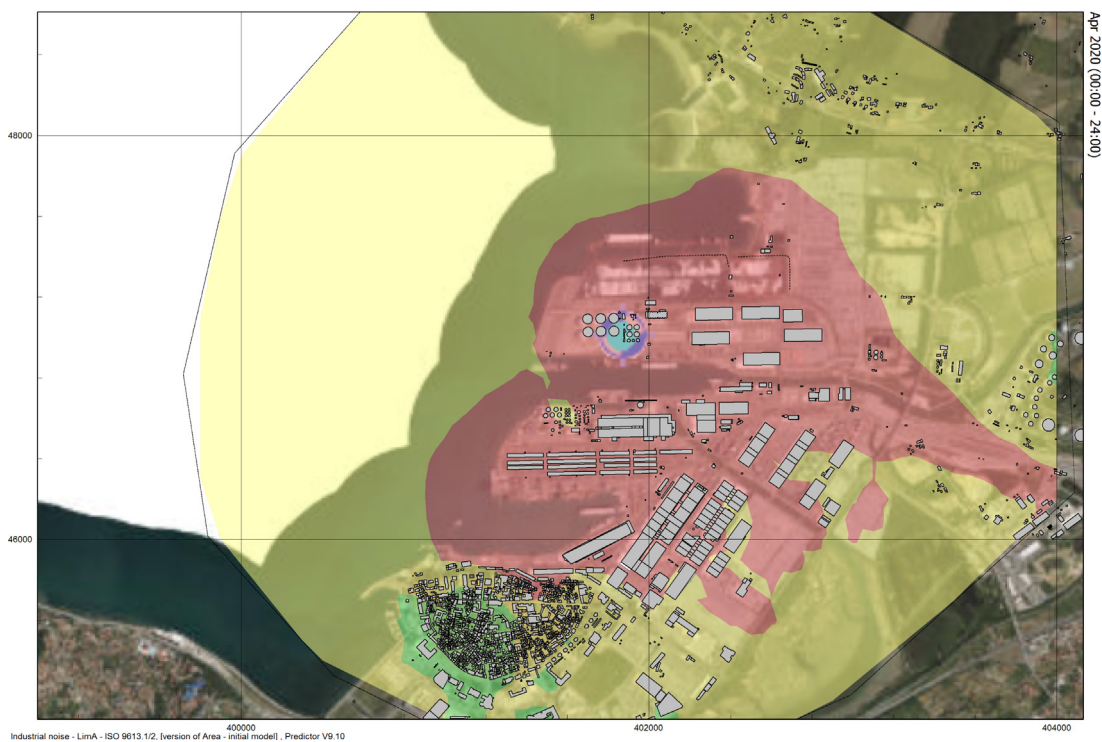 Apr 2020 (00:00 - 24:00)
48000
46000
400000
402000
404000
Industrial noise - LimA - ISO 9613.1/2, [version of Area - initial model] , Predictor V9.10